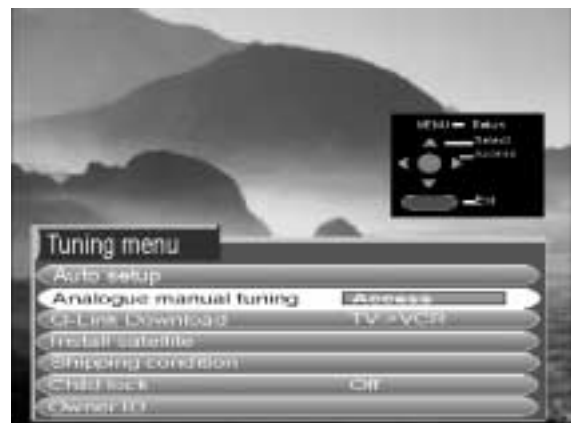 MENU Return
Select
Access
Exit
Tuning menu
Auto setup
Analogue manual tuning Access
Q-Link Download TV->VCR
Install satellite
Shipping condition
Child lock Off
Owner ID